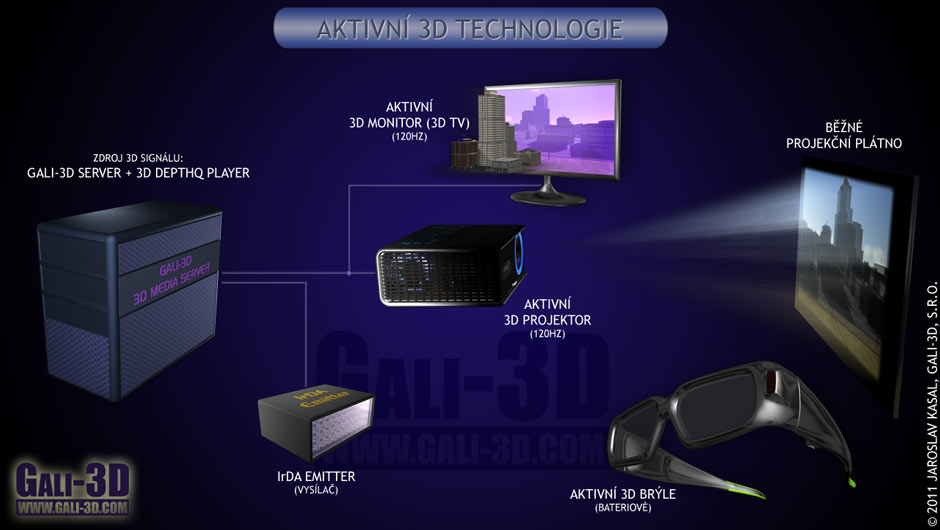 AKTIVNÍ 3D TECHNOLOGIE
AKTIVNÍ
3D MONITOR (3D TV)
(120HZ)
BĚŽNÉ
PROJEKČNÍ PLÁTNO
ZDROJ 3D SIGNÁLU:
GALI-3D SERVER + 3D DEPTHQ PLAYER
GALI-3D
3D MEDIA SERVER
AKTIVNÍ
3D PROJEKTOR
(120HZ)
GALI-3D
WWW.GALI-3D.COM
IrDA
Emitter
IrDA EMITTER
(VYSÍLAČ)
AKTIVNÍ 3D BRÝLE
(BATERIOVÉ)
GALI-3D
WWW.GALI-3D.COM
© 2011 JAROSLAV KASAL, GALI-3D, S.R.O.